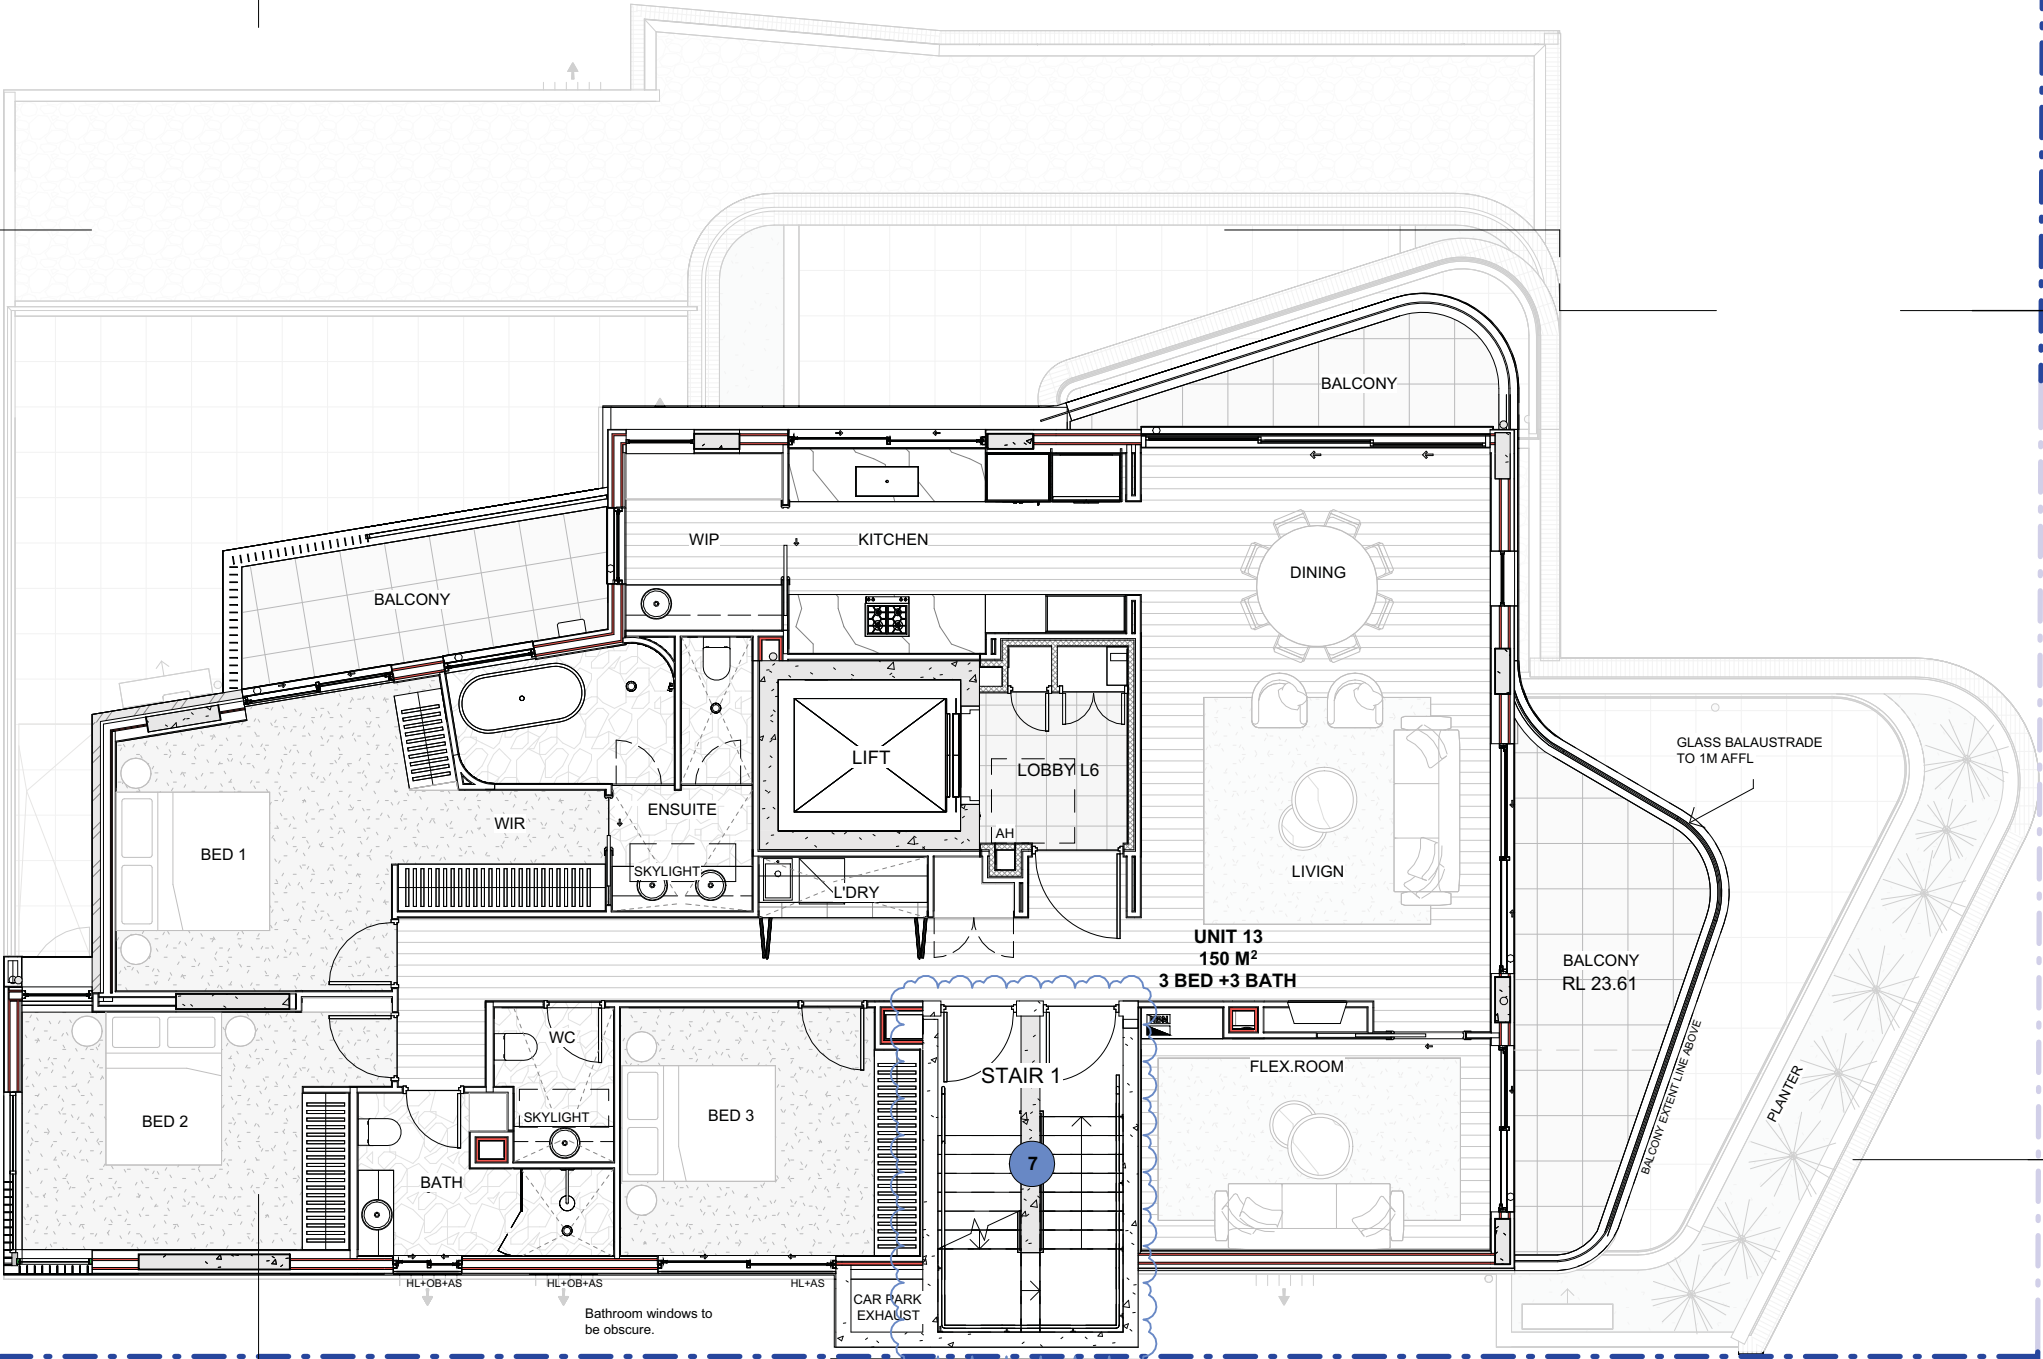 BALCONY
WIP
KITCHEN
DINING
BALCONY
GLASS BALAUSTRADE
TO 1M AFFL
LIFT
LOBBY L6
ENSUITE
WIR
AH
BED 1
SKYLIGHT
L'DRY
LIVIGN
UNIT 13
150 M²
3 BED +3 BATH
BALCONY
RL 23.61
BALCONY EXTENT LINE ABOVE
PLANTER
WC
STAIR 1
FLEX.ROOM
SKYLIGHT
BED 2
BED 3
7
BATH
HL+OB+AS
HL+OB+AS
HL+AS
CAR PARK
EXHAUST
Bathroom windows to
be obscure.